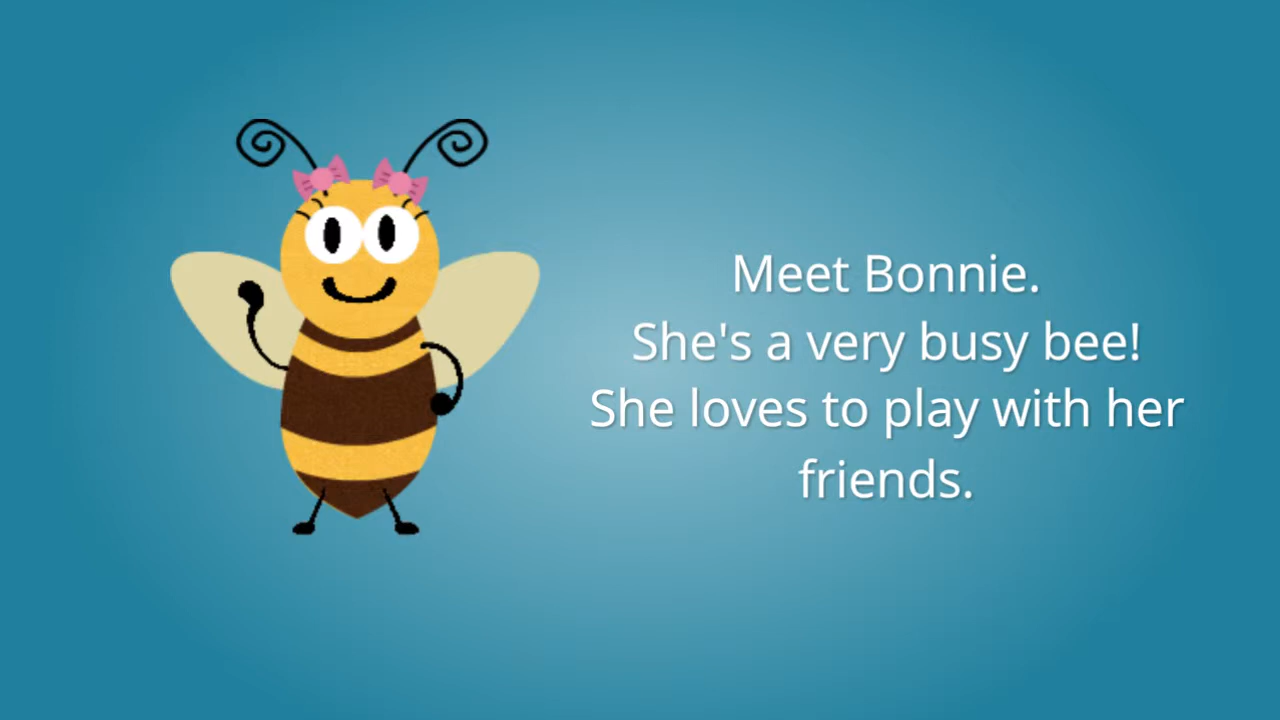 Meet Bonnie.
She's a very busy bee!
She loves to play with her
friends.